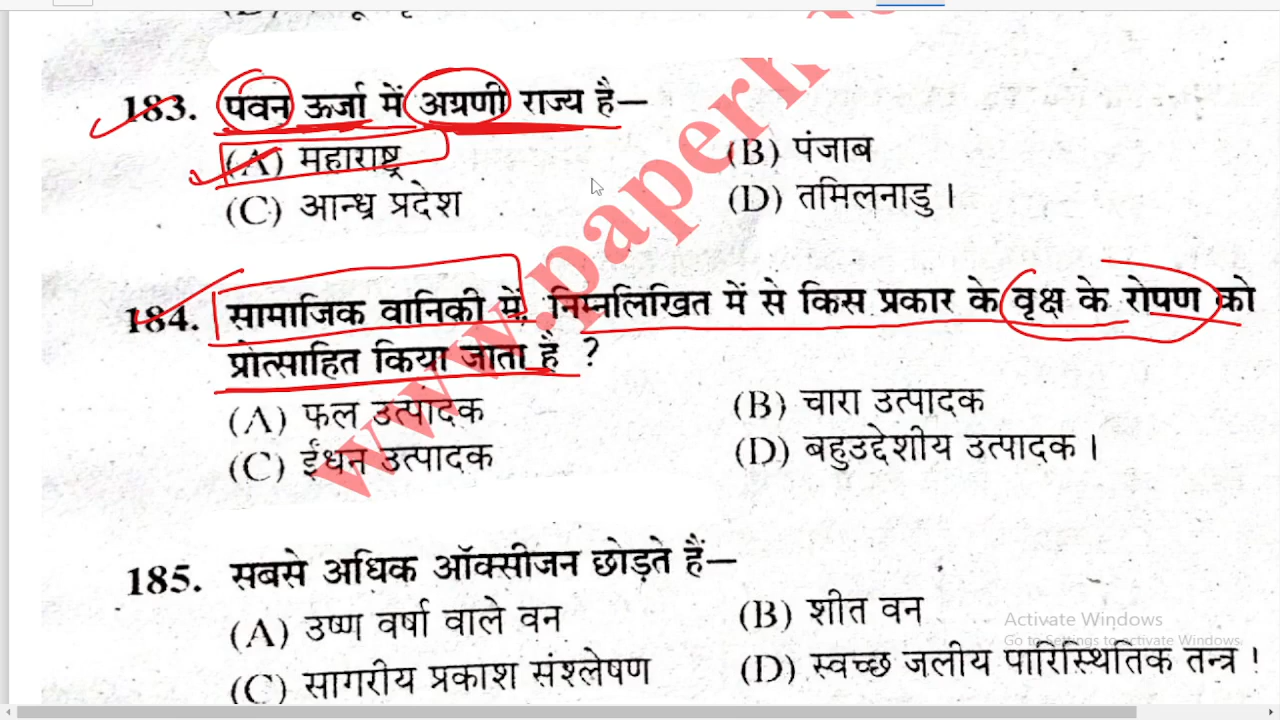 183. पवन ऊर्जा में अग्रणी राज्य है—
(A) महाराष्ट्र (B) पंजाब
(C) आन्ध्र प्रदेश (D) तमिलनाडु ।
184. सामाजिक वानिकी में निम्नलिखित में से किस प्रकार के वृक्ष के रोपण को
प्रोत्साहित किया जाता है ?
(A) फल उत्पादक (B) चारा उत्पादक
(C) ईंधन उत्पादक (D) बहुउद्देशीय उत्पादक ।
185. सबसे अधिक ऑक्सीजन छोड़ते हैं—
(A) उष्ण वर्षा वाले वन (B) शीत वन
(C) सागरीय प्रकाश संश्लेषण (D) स्वच्छ जलीय पारिस्थितिक तन्त्र !
Activate Windows
Go to Settings to activate Windows.